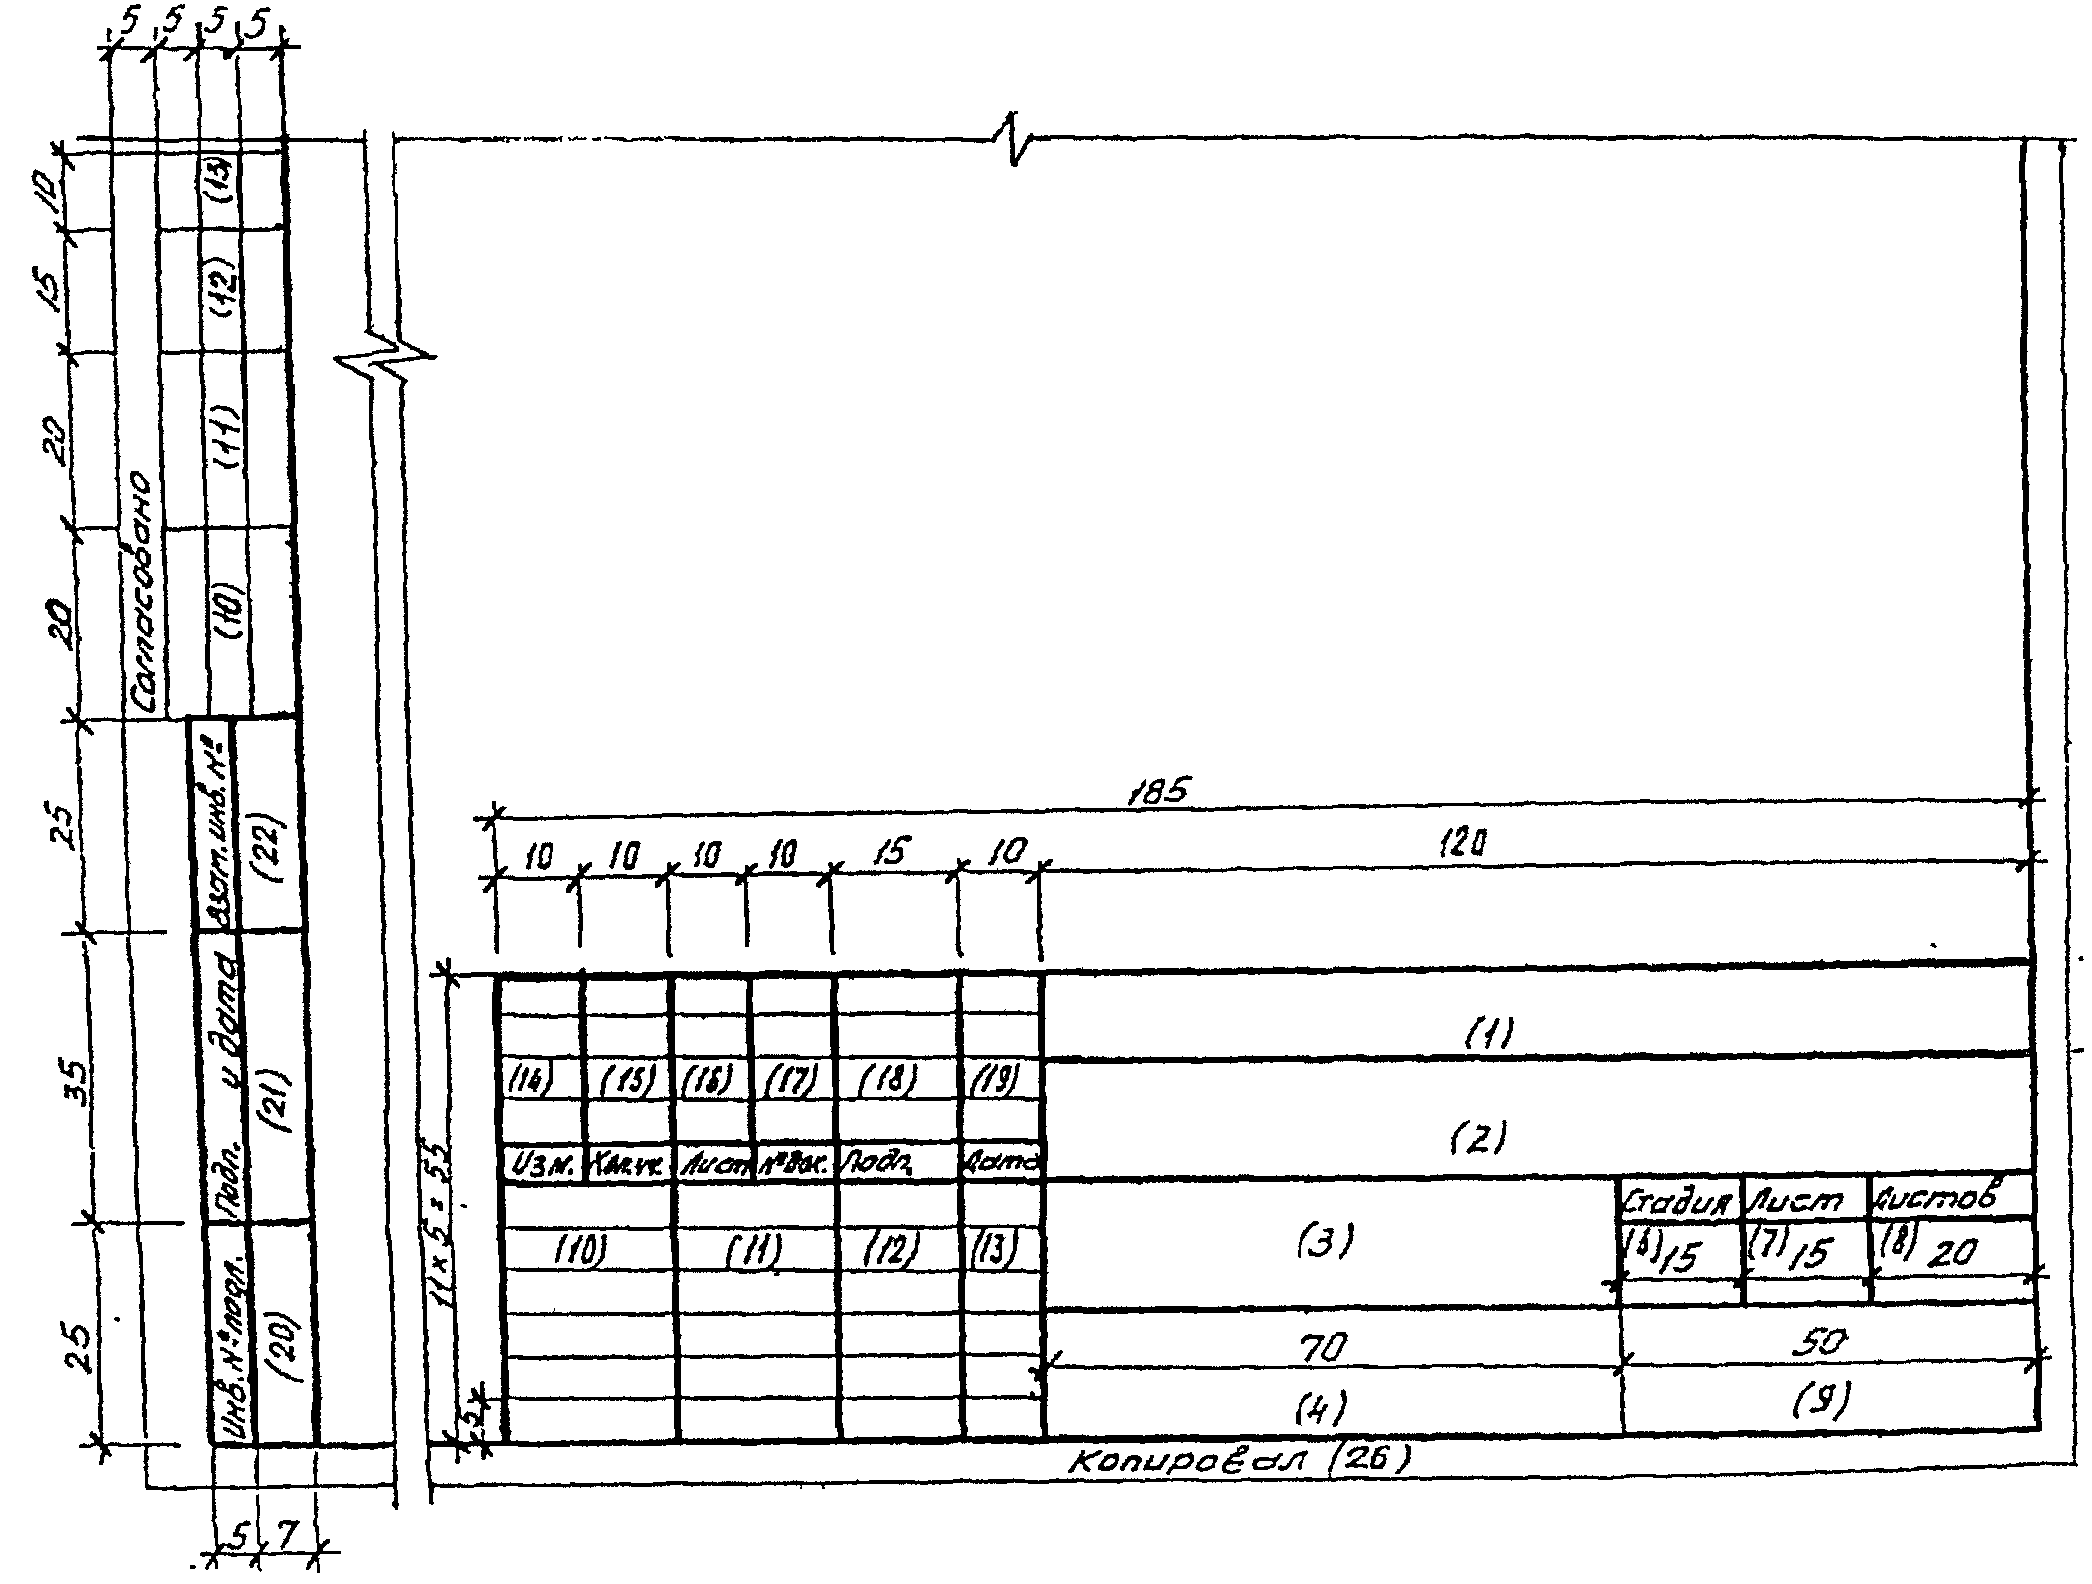 5 5 5 5
10
15
20
20
25
35
25
(13)
(12)
(11)
(10)
Согласовано
Взам. инв. №
(22)
Подп. и дата
(21)
Инв. № подл.
(20)
5 7
185
10 10 10 10 15 10 120
(1)
(14) (15) (16) (17) (18) (19)
(2)
Изм. Кол.уч. Лист № док. Подп. Дата
11 x 5 = 55
Стадия Лист Листов
(10) (11) (12) (13)
(3)
(6) 15 (7) 15 (8) 20
70 50
5
(4) (9)
Копировал (26)